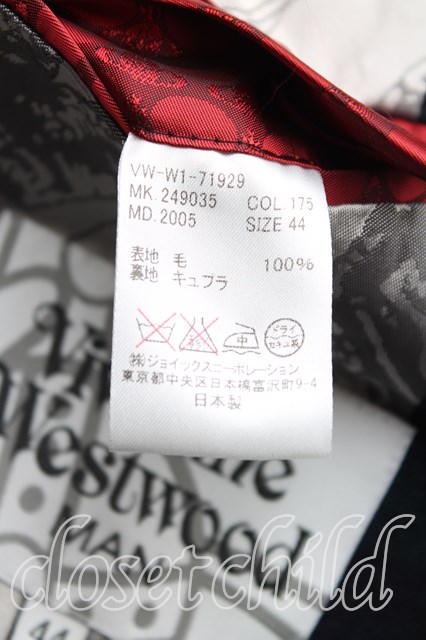 VW-W1-71929
MK. 249035 COL. 175
MD. 2005 SIZE 44
表地 毛 100%
裏地 キュプラ
中 ドライ セキユ系
㈱ジョイックスコーポレーション
東京都中央区日本橋富沢町9-4
日本製
Westwood
MAN
closetchild
44